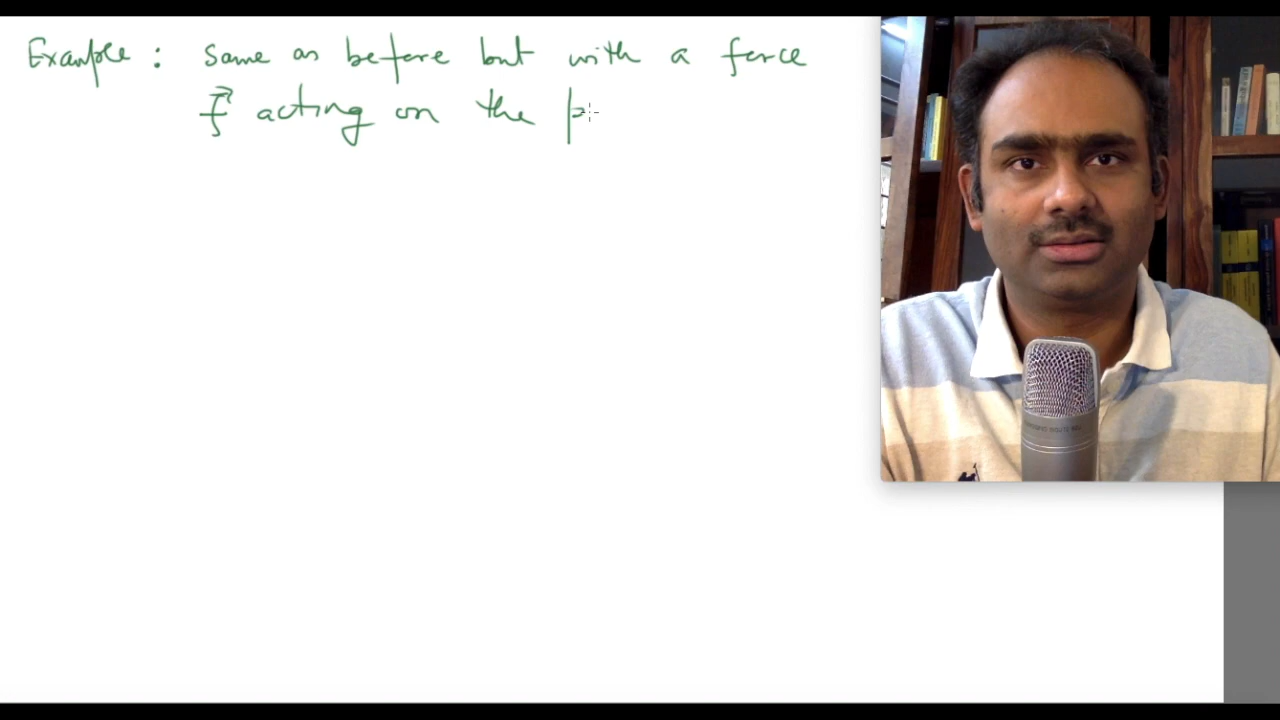 Example : same as before but with a force
f⃗ acting on the p